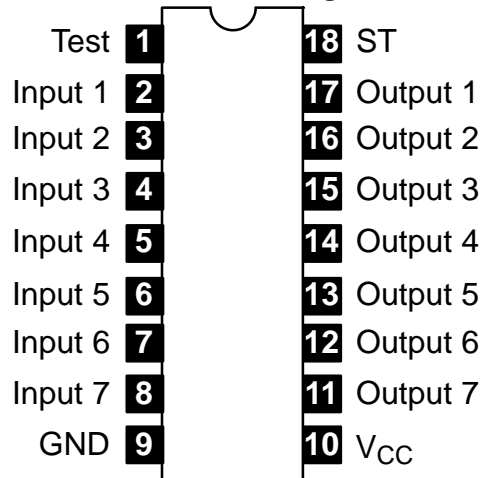 Test 1 18 ST
Input 1 2 17 Output 1
Input 2 3 16 Output 2
Input 3 4 15 Output 3
Input 4 5 14 Output 4
Input 5 6 13 Output 5
Input 6 7 12 Output 6
Input 7 8 11 Output 7
GND 9 10 VCC